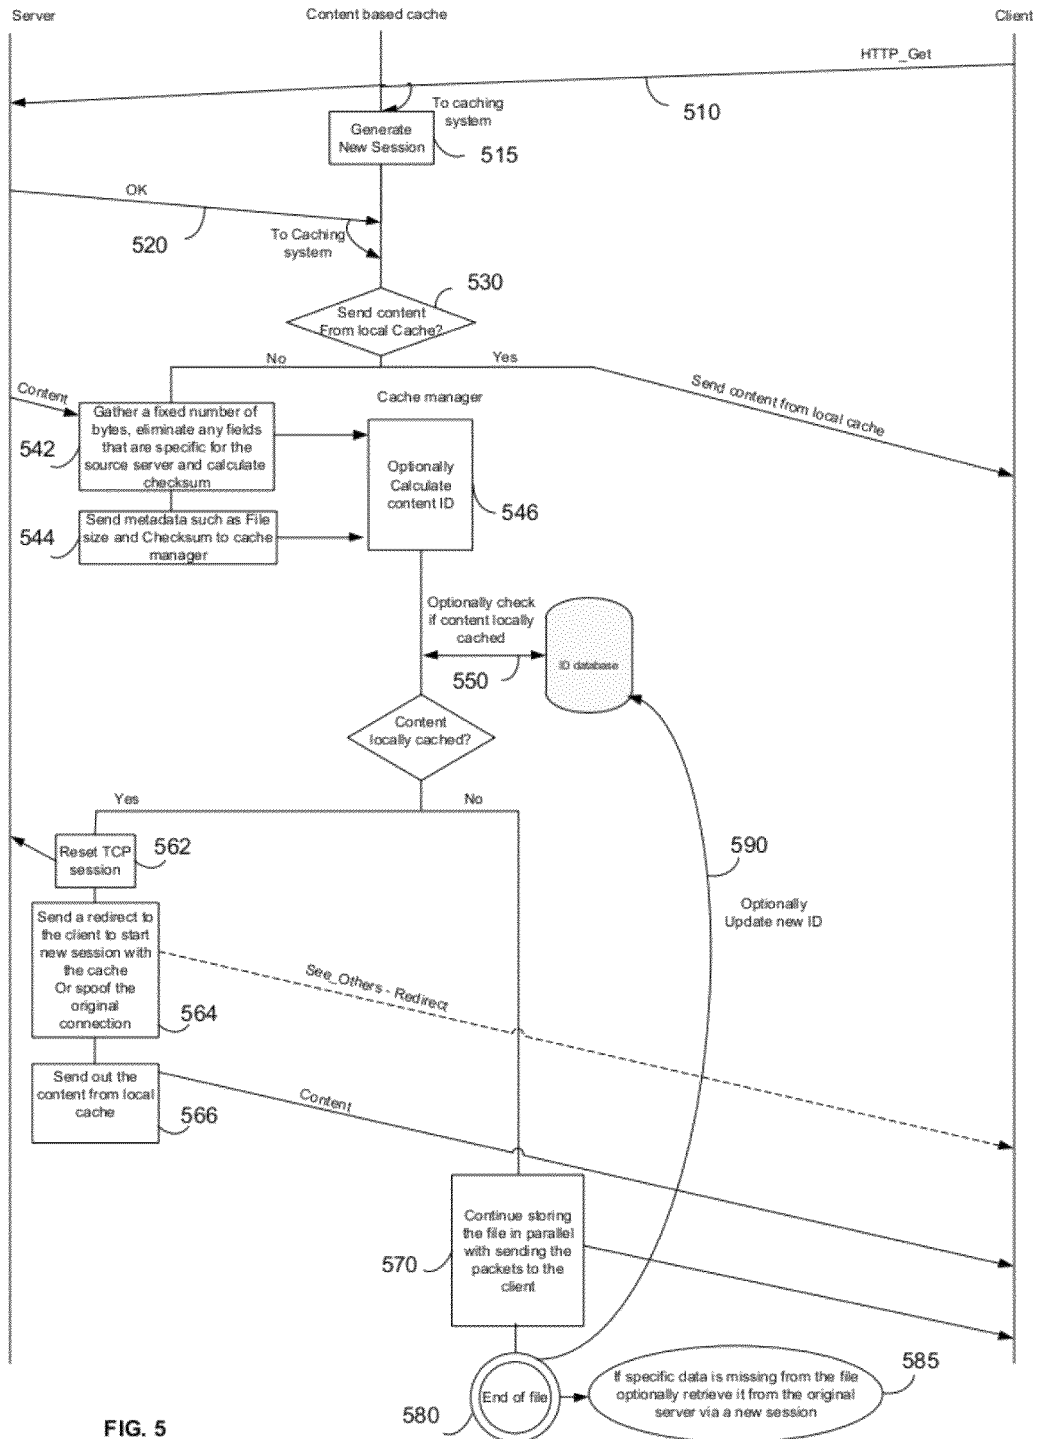 Server
Content based cache
Client
HTTP_Get
510
To caching
system
Generate
New Session
515
OK
520
To Caching
system
530
Send content
From local Cache?
No
Yes
Content
Send content from local cache
Cache manager
542
Gather a fixed number of
bytes, eliminate any fields
that are specific for the
source server and calculate
checksum
Optionally
Calculate
content ID
546
544
Send metadata such as File
size and Checksum to cache
manager
Optionally check
if content locally
cached
550
ID database
Content
locally cached?
Yes
No
Reset TCP
session
562
590
Optionally
Update new ID
Send a redirect to
the client to start
new session with
the cache
Or spoof the
original
connection
564
See_Others - Redirect
Send out the
content from local
cache
566
Content
Continue storing
the file in parallel
with sending the
packets to the
client
570
End of file
580
If specific data is missing from the file
optionally retrieve it from the original
server via a new session
585
FIG. 5